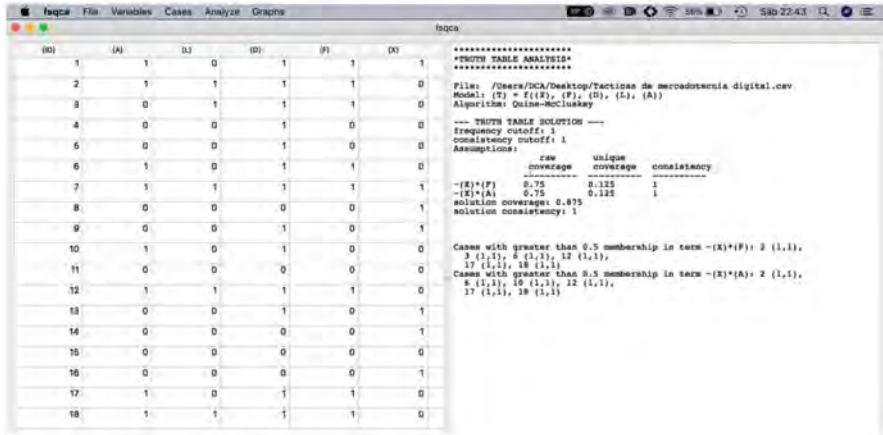 fsqca File Variables Cases Analyze Graphs 56% Sáb 22:43
fsqca
(ID) (A) (L) (D) (F) (X)
1 1 0 1 1 1
2 1 1 1 1 0
3 0 1 1 1 0
4 0 0 1 0 0
5 0 0 1 0 0
6 1 0 1 1 0
7 1 1 1 1 1
8 0 0 0 0 1
9 0 0 1 0 1
10 1 0 1 0 0
11 0 0 0 0 0
12 1 1 1 1 0
13 0 0 1 0 1
14 0 0 0 0 1
15 0 0 0 0 0
16 0 0 0 0 1
17 1 0 1 1 0
18 1 1 1 1 0
**********************
*TRUTH TABLE ANALYSIS*
**********************
File: /Users/DCA/Desktop/Tacticas de mercadotecnia digital.csv
Model: (T) = f((X), (F), (D), (L), (A))
Algorithm: Quine-McCluskey
--- TRUTH TABLE SOLUTION ---
frequency cutoff: 1
consistency cutoff: 1
Assumptions:
raw unique
coverage coverage consistency
---------- ---------- ----------
~(X)*(F) 0.75 0.125 1
~(X)*(A) 0.75 0.125 1
solution coverage: 0.875
solution consistency: 1
Cases with greater than 0.5 membership in term ~(X)*(F): 2 (1,1),
3 (1,1), 6 (1,1), 12 (1,1),
17 (1,1), 18 (1,1)
Cases with greater than 0.5 membership in term ~(X)*(A): 2 (1,1),
6 (1,1), 10 (1,1), 12 (1,1),
17 (1,1), 18 (1,1)